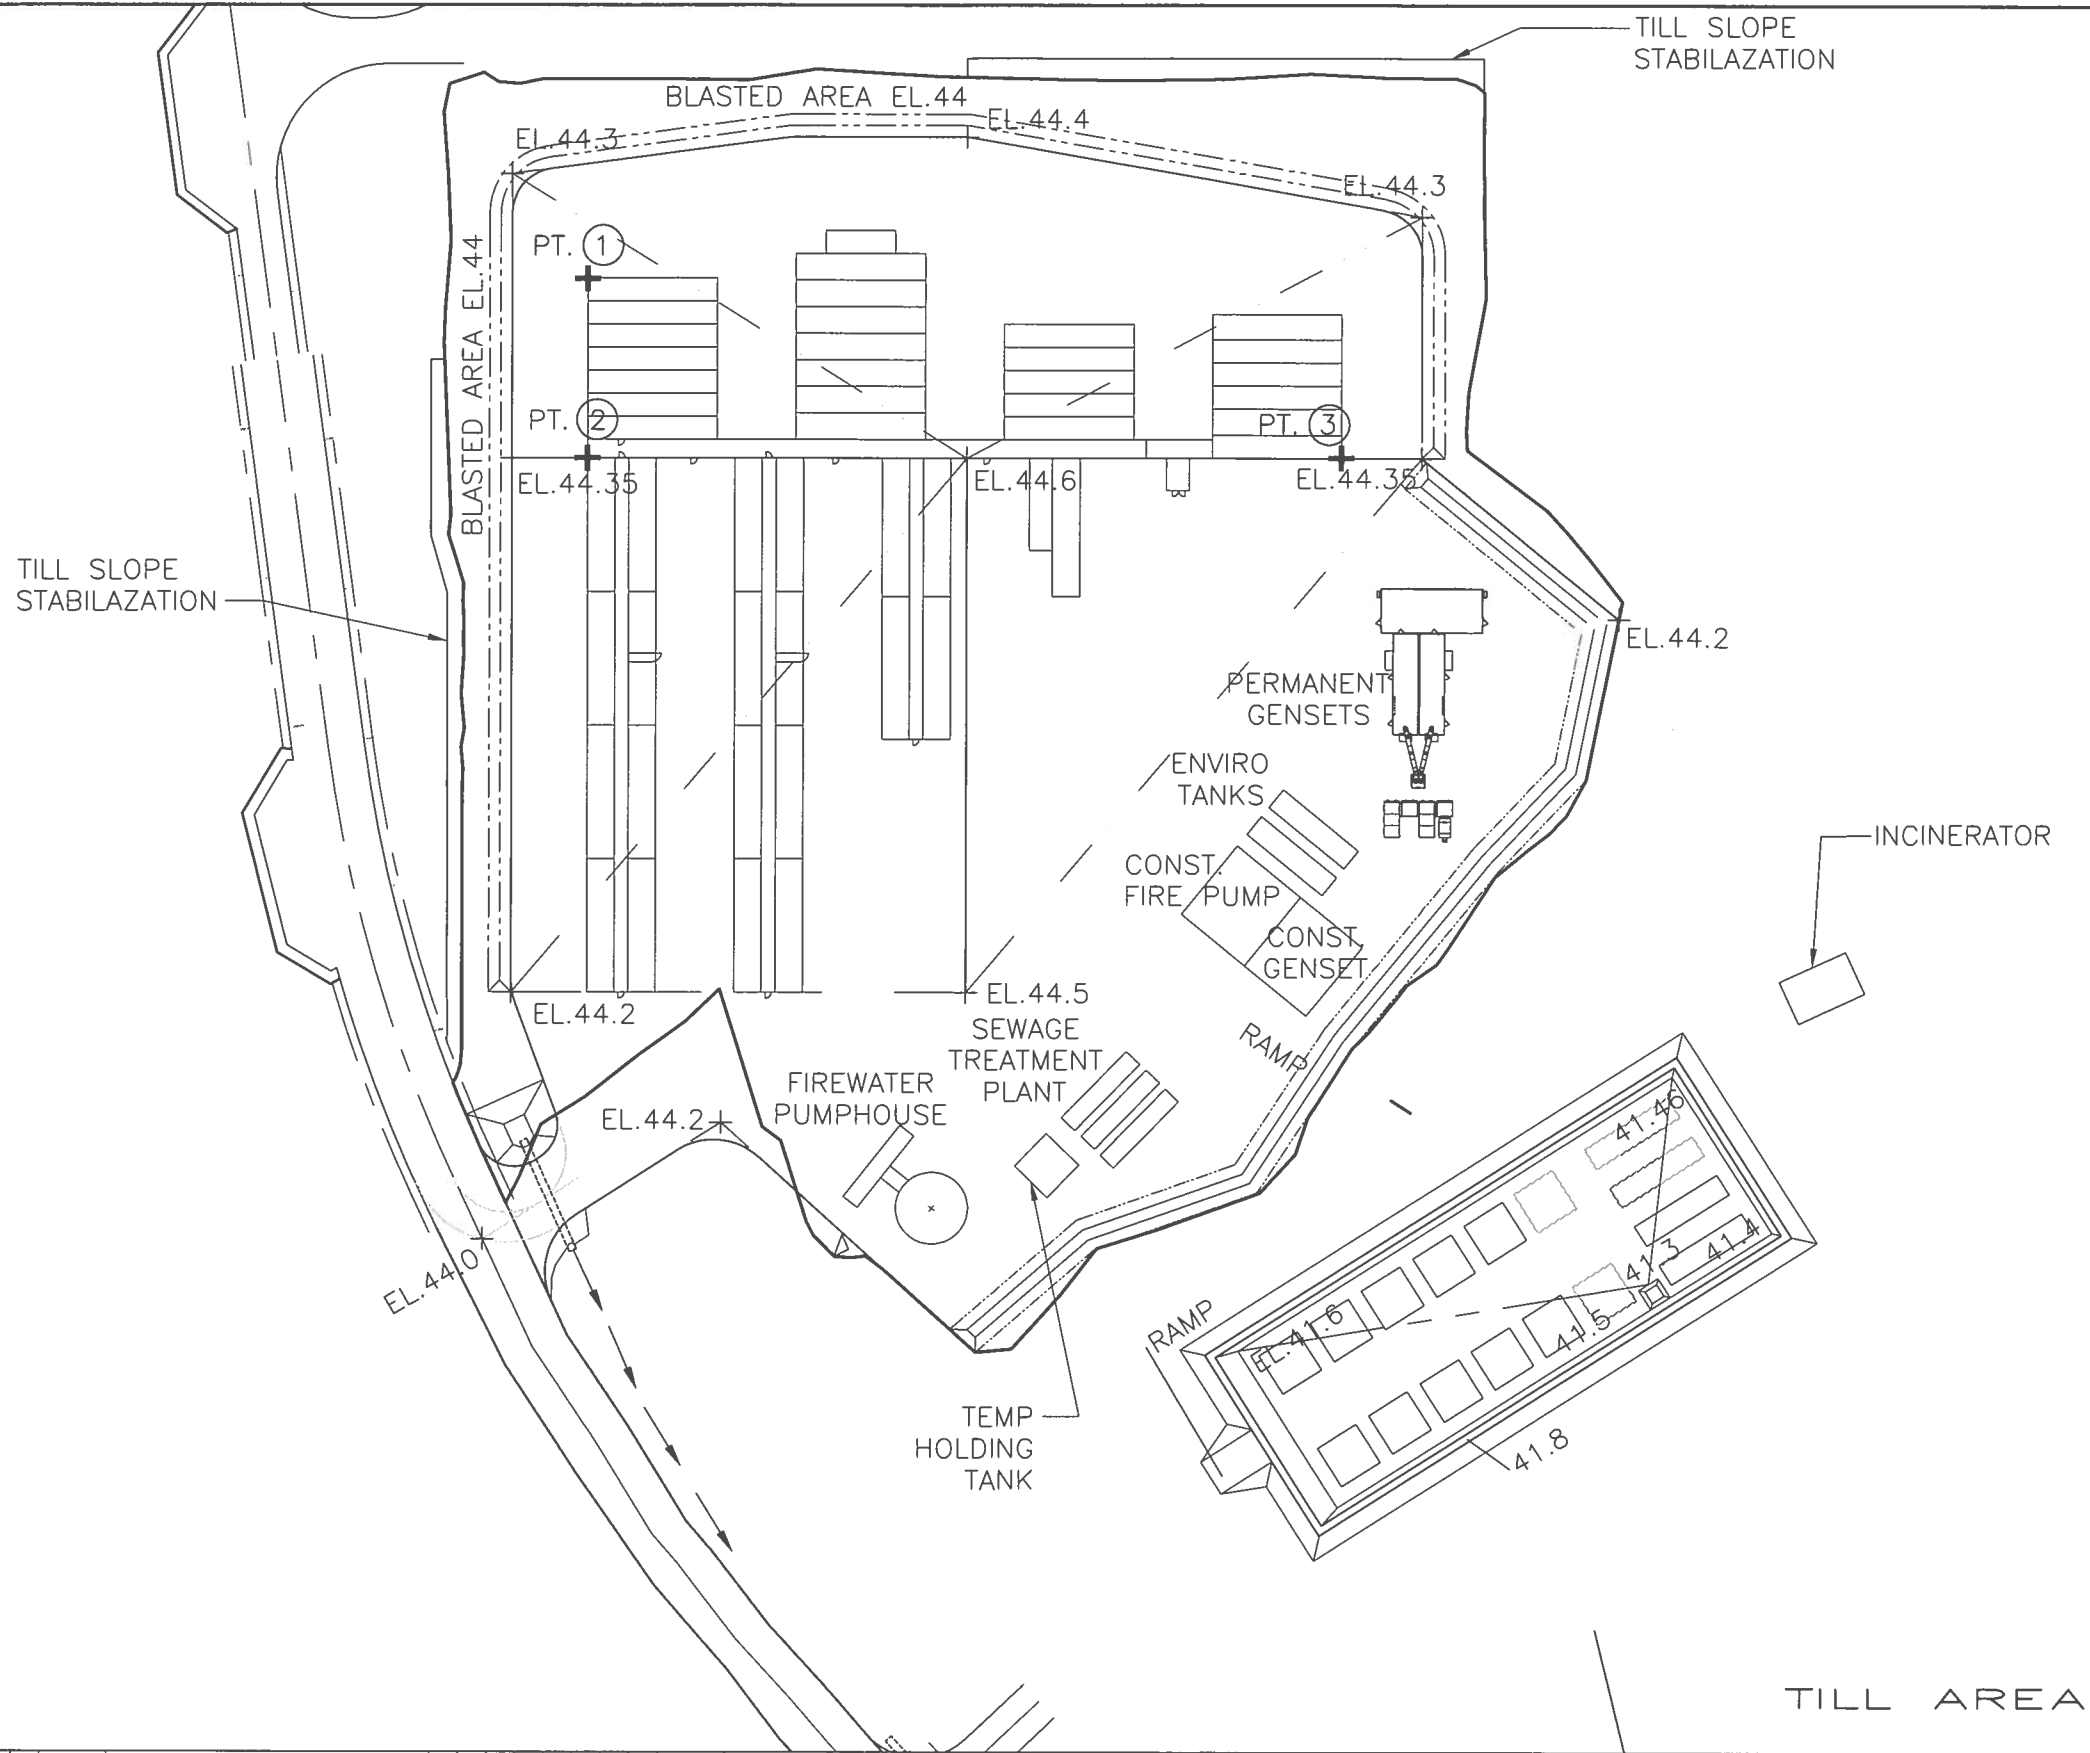 TILL SLOPE
STABILAZATION
BLASTED AREA EL.44
EL.44.3
EL.44.4
EL.44.3
PT. 1
BLASTED AREA EL.44
PT. 2
PT. 3
EL.44.35
EL.44.6
EL.44.35
TILL SLOPE
STABILAZATION
EL.44.2
PERMANENT
GENSETS
ENVIRO
TANKS
INCINERATOR
CONST.
FIRE PUMP
CONST.
GENSET
EL.44.2
EL.44.5
SEWAGE
TREATMENT
PLANT
RAMP
FIREWATER
PUMPHOUSE
EL.44.2
41.46
EL.44.0
41.3
41.4
RAMP
EL.41.6
41.5
TEMP
HOLDING
TANK
41.8
TILL AREA